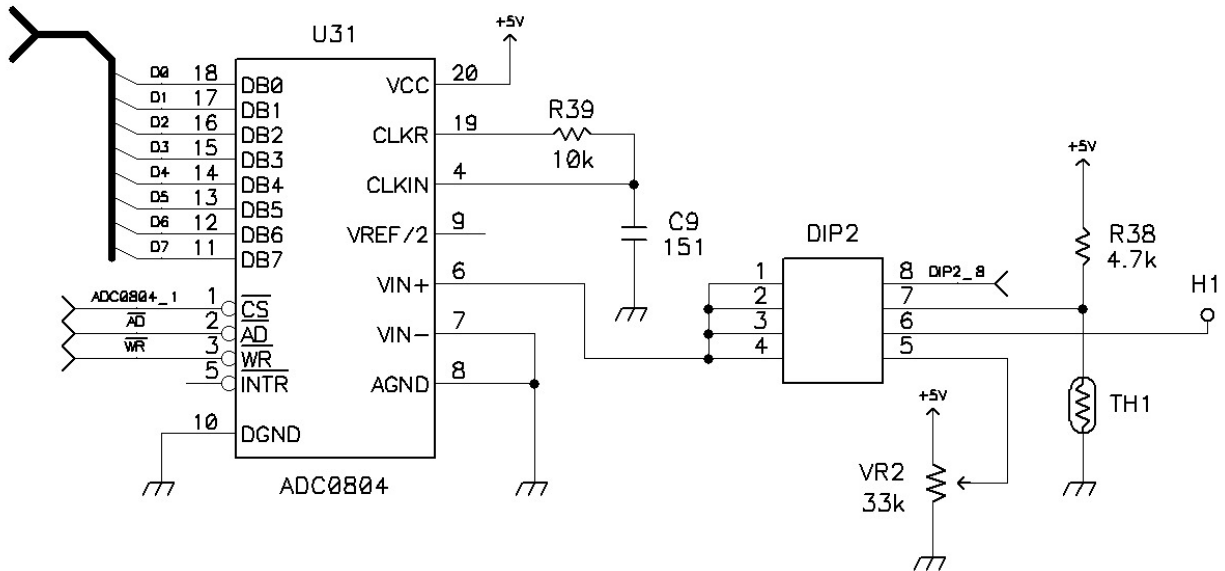 U31
+5V
D0 18 DB0 VCC 20
D1 17 DB1
R39
D2 16 DB2 CLKR 19
10k
D3 15 DB3
D4 14 DB4 CLKIN 4
D5 13 DB5
D6 12 DB6 VREF/2 9
D7 11 DB7
C9
151
VIN+ 6
ADC0804_1 1 CS
AD 2 AD VIN- 7
WR 3 WR
5 INTR AGND 8
10 DGND
ADC0804
DIP2
1 8 DIP2_8
2 7
3 6
4 5
+5V
R38
4.7k
H1
TH1
+5V
VR2
33k